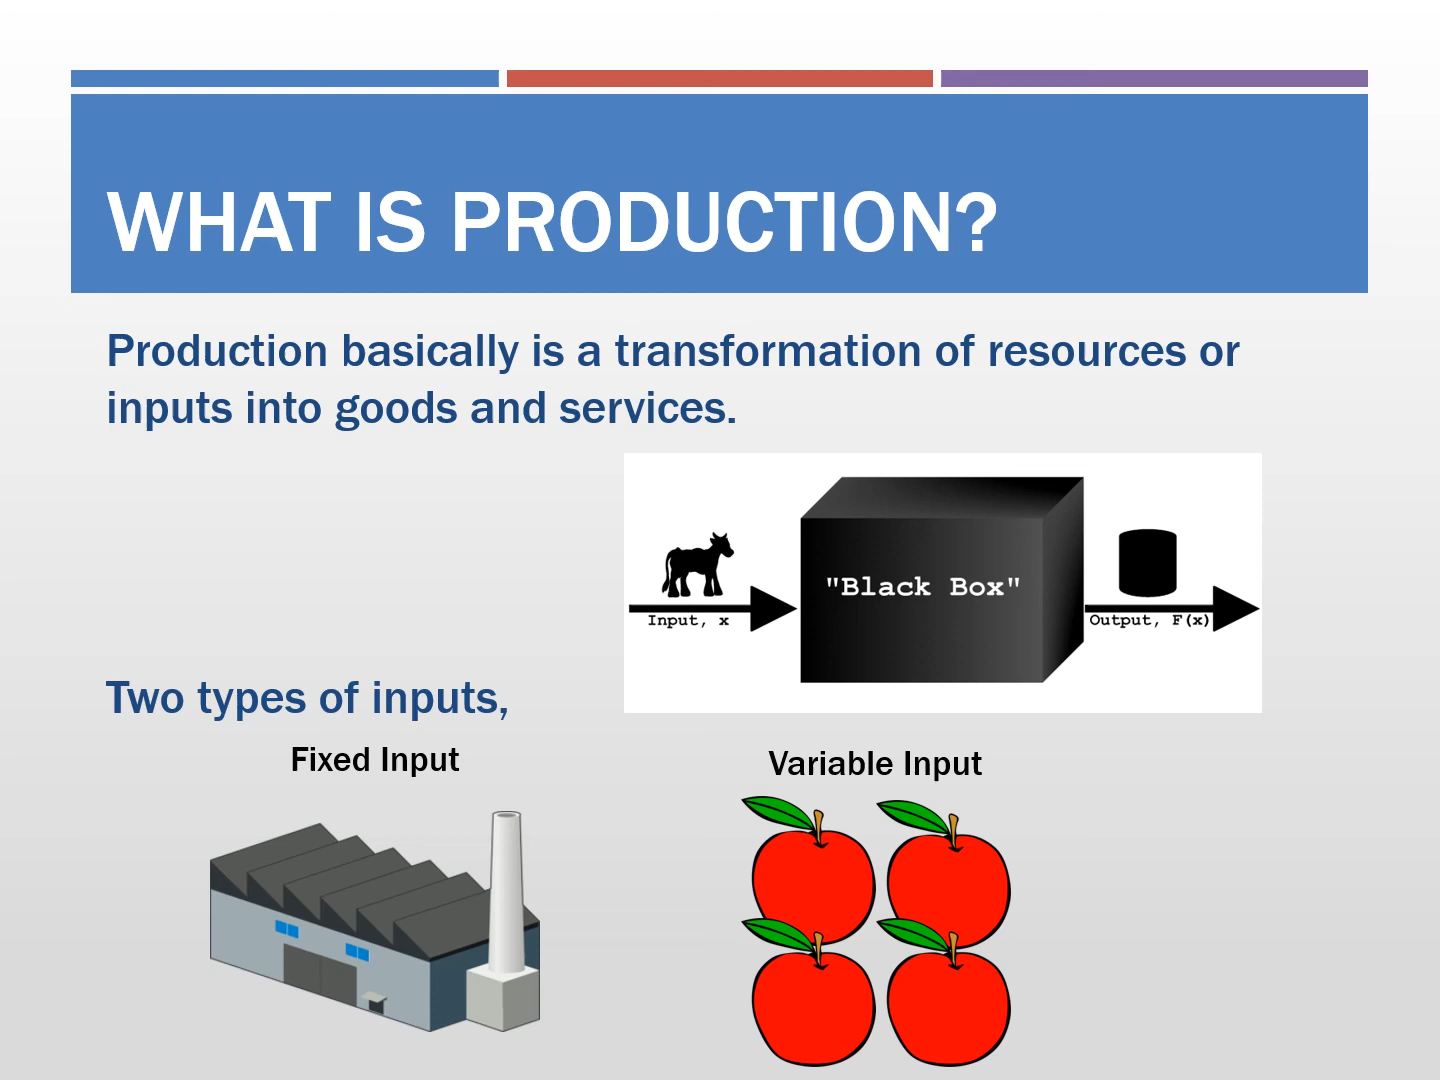 WHAT IS PRODUCTION?
Production basically is a transformation of resources or
inputs into goods and services.
"Black Box"
Input, x
Output, F(x)
Two types of inputs,
Fixed Input
Variable Input